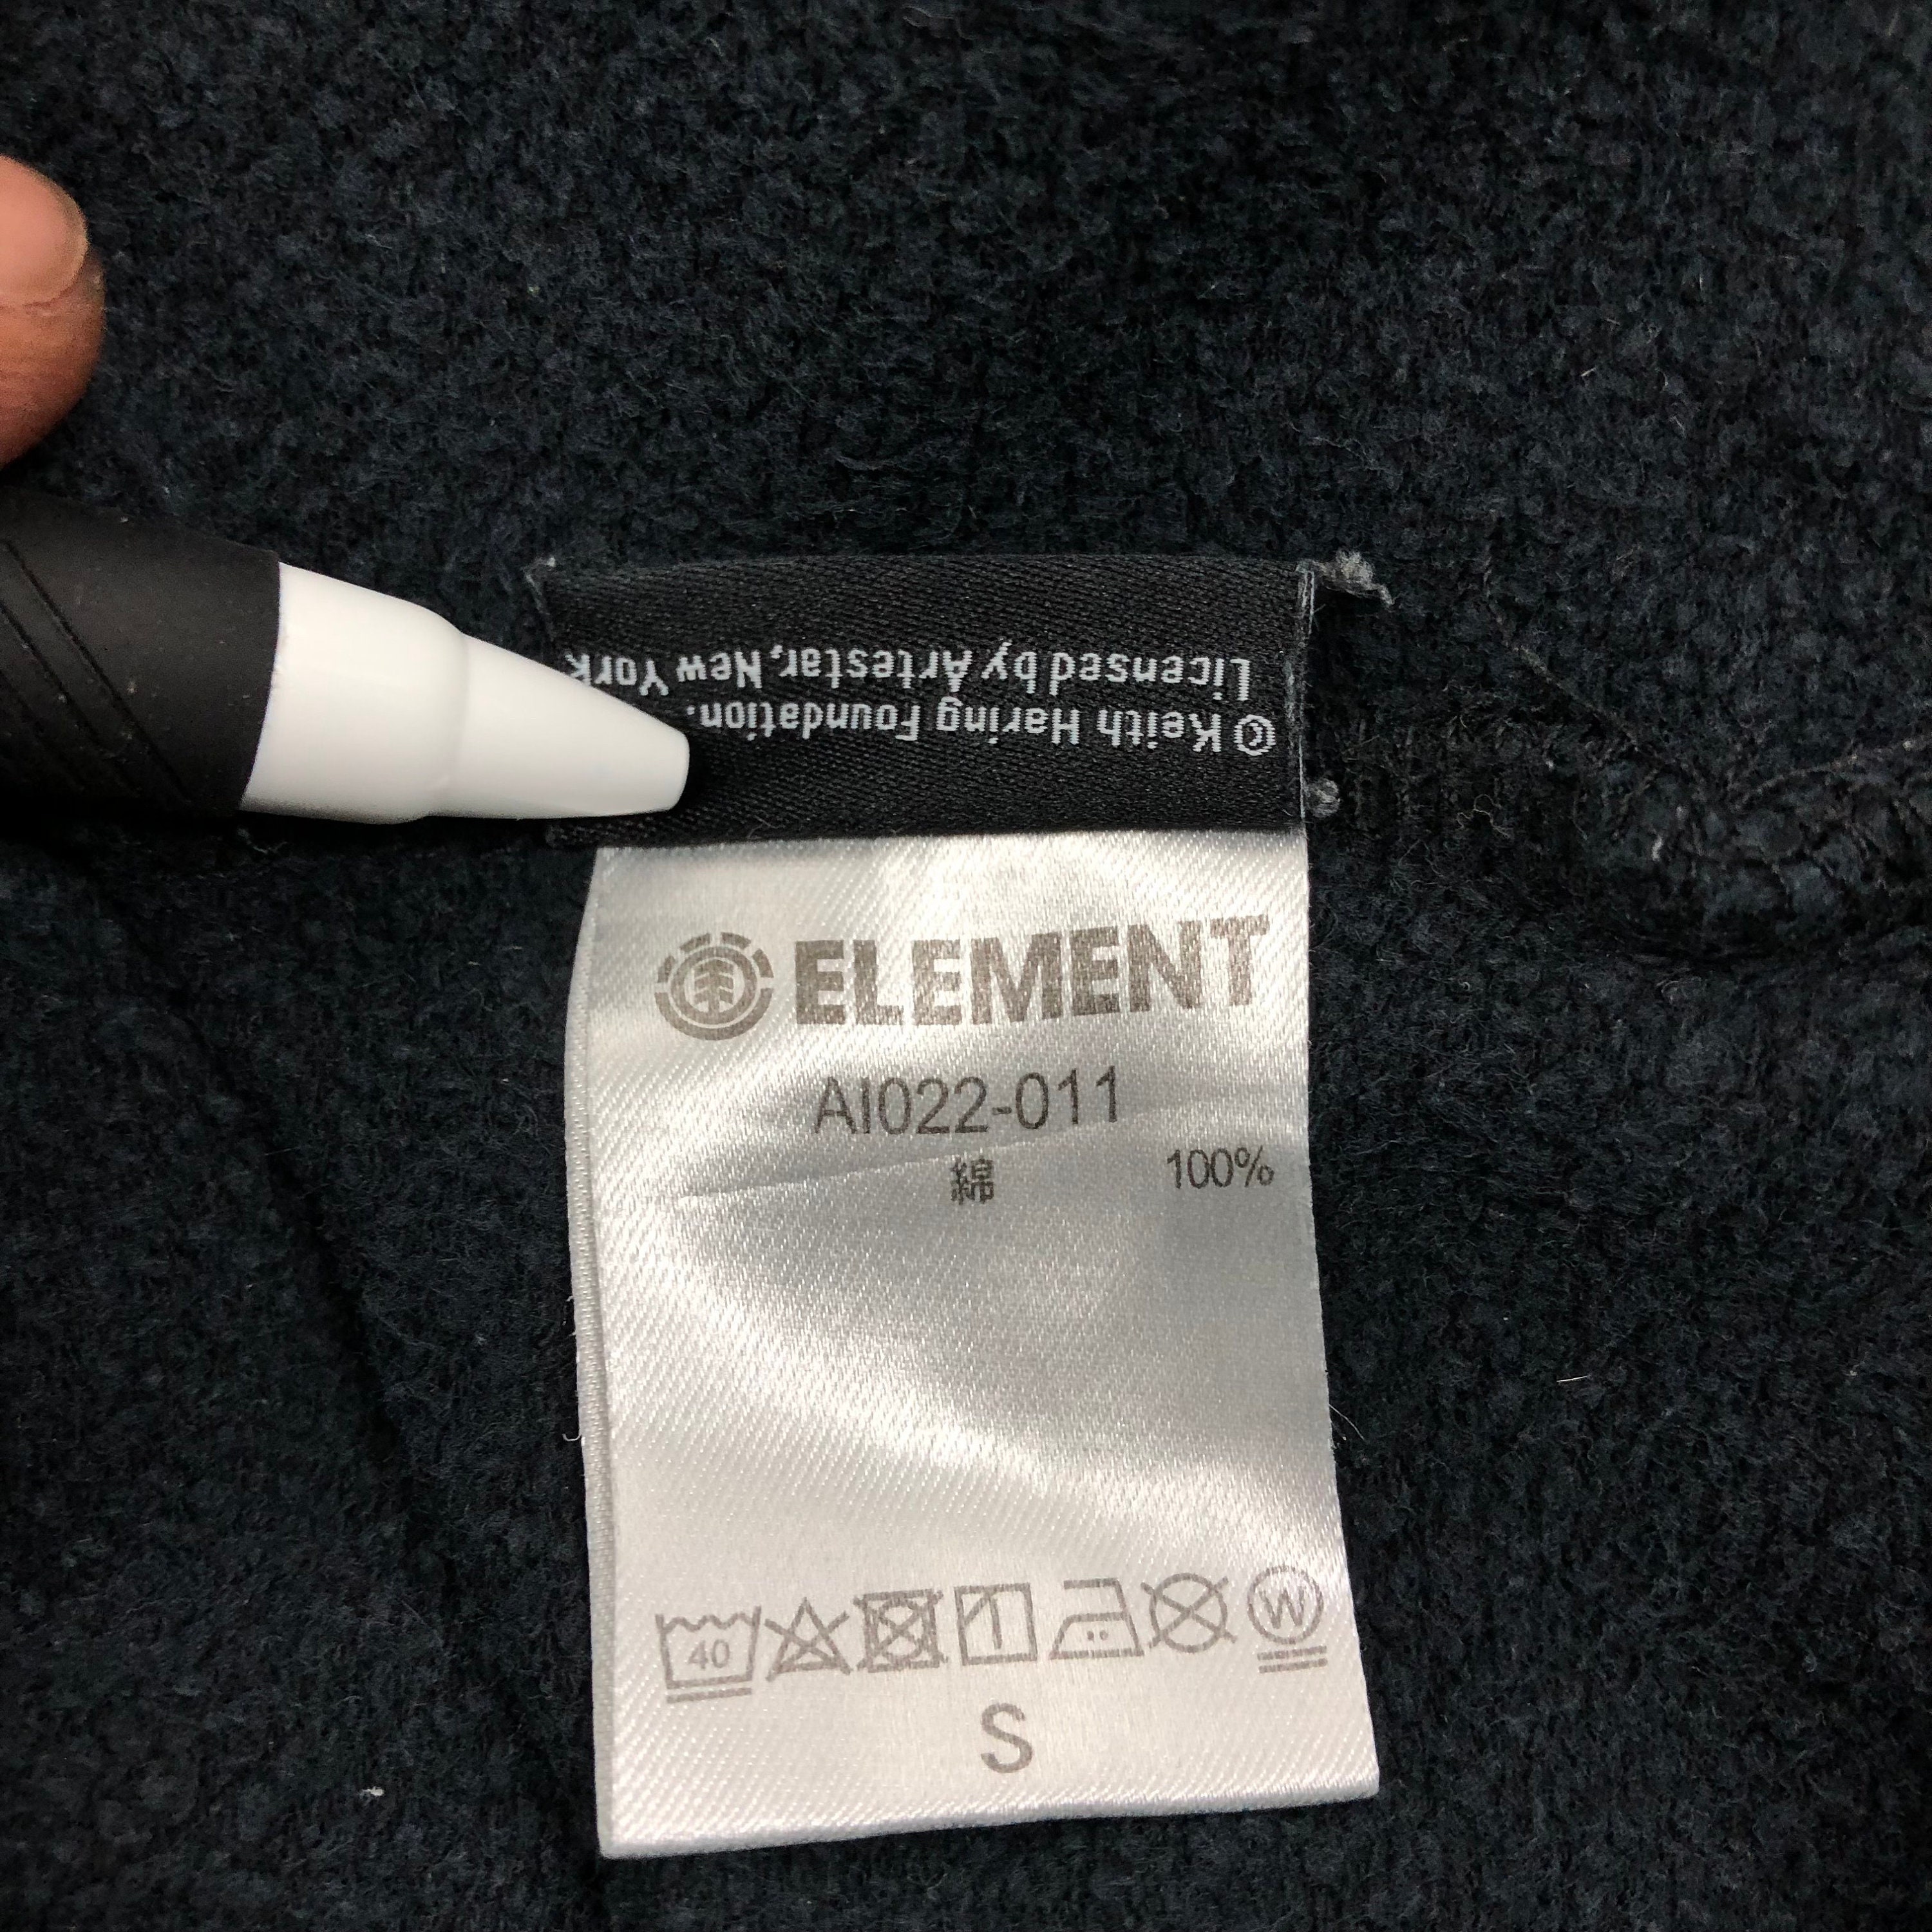 © Keith Haring Foundation.
Licensed by Artestar, New York
ELEMENT
AI022-011
綿 100%
40 W
S